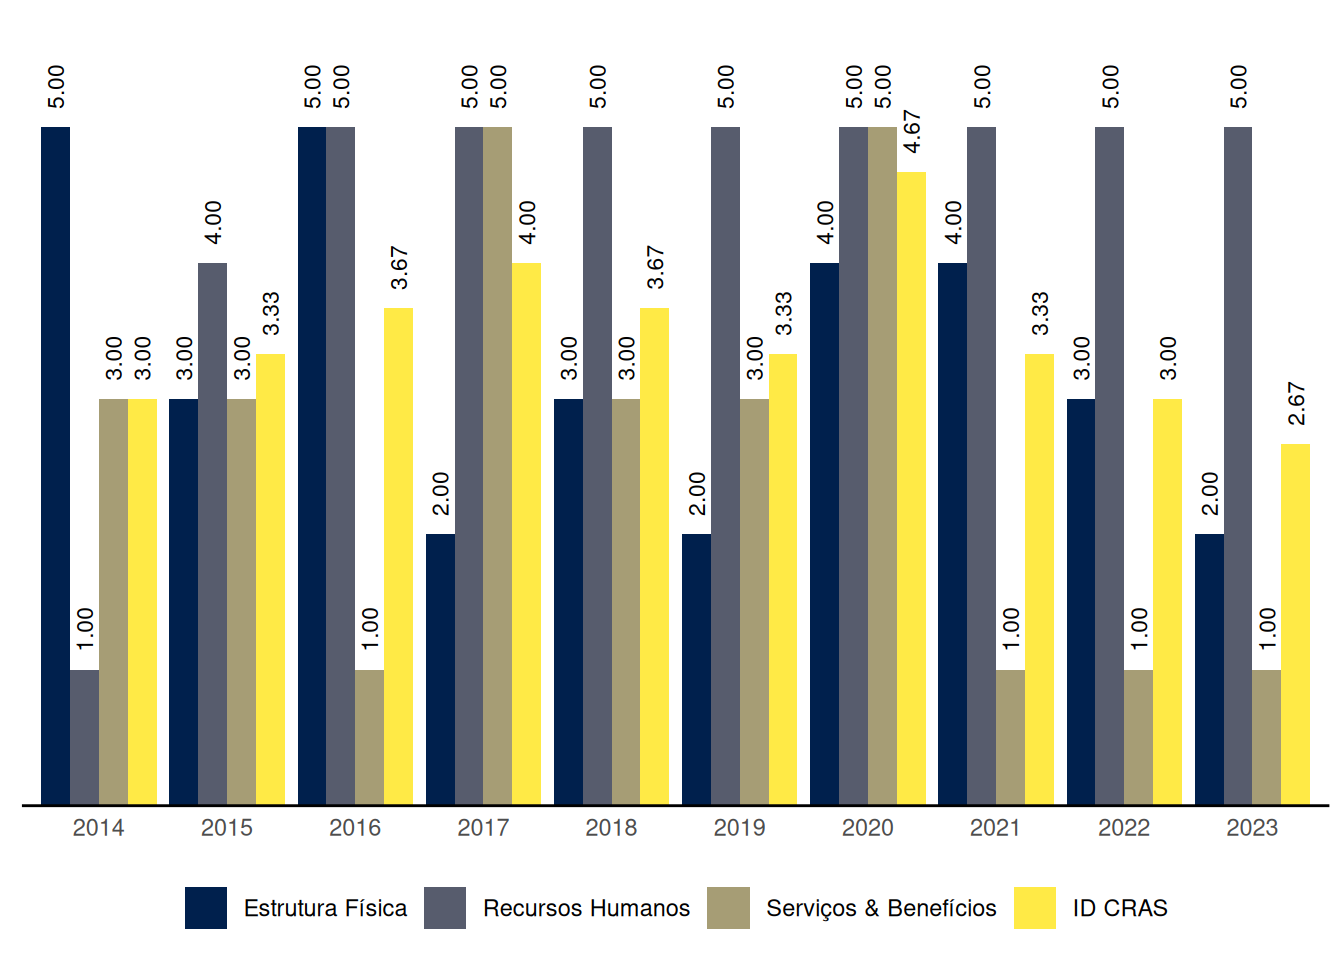 5.00 5.00 5.00 5.00 5.00 5.00 5.00 5.00 5.00 5.00 5.00 5.00
4.67
4.00 4.00 4.00 4.00
3.67 3.67
3.33 3.33 3.33
3.00 3.00 3.00 3.00 3.00 3.00 3.00 3.00 3.00
2.67
2.00 2.00 2.00
1.00 1.00 1.00 1.00 1.00
2014 2015 2016 2017 2018 2019 2020 2021 2022 2023
Estrutura Física Recursos Humanos Serviços & Benefícios ID CRAS